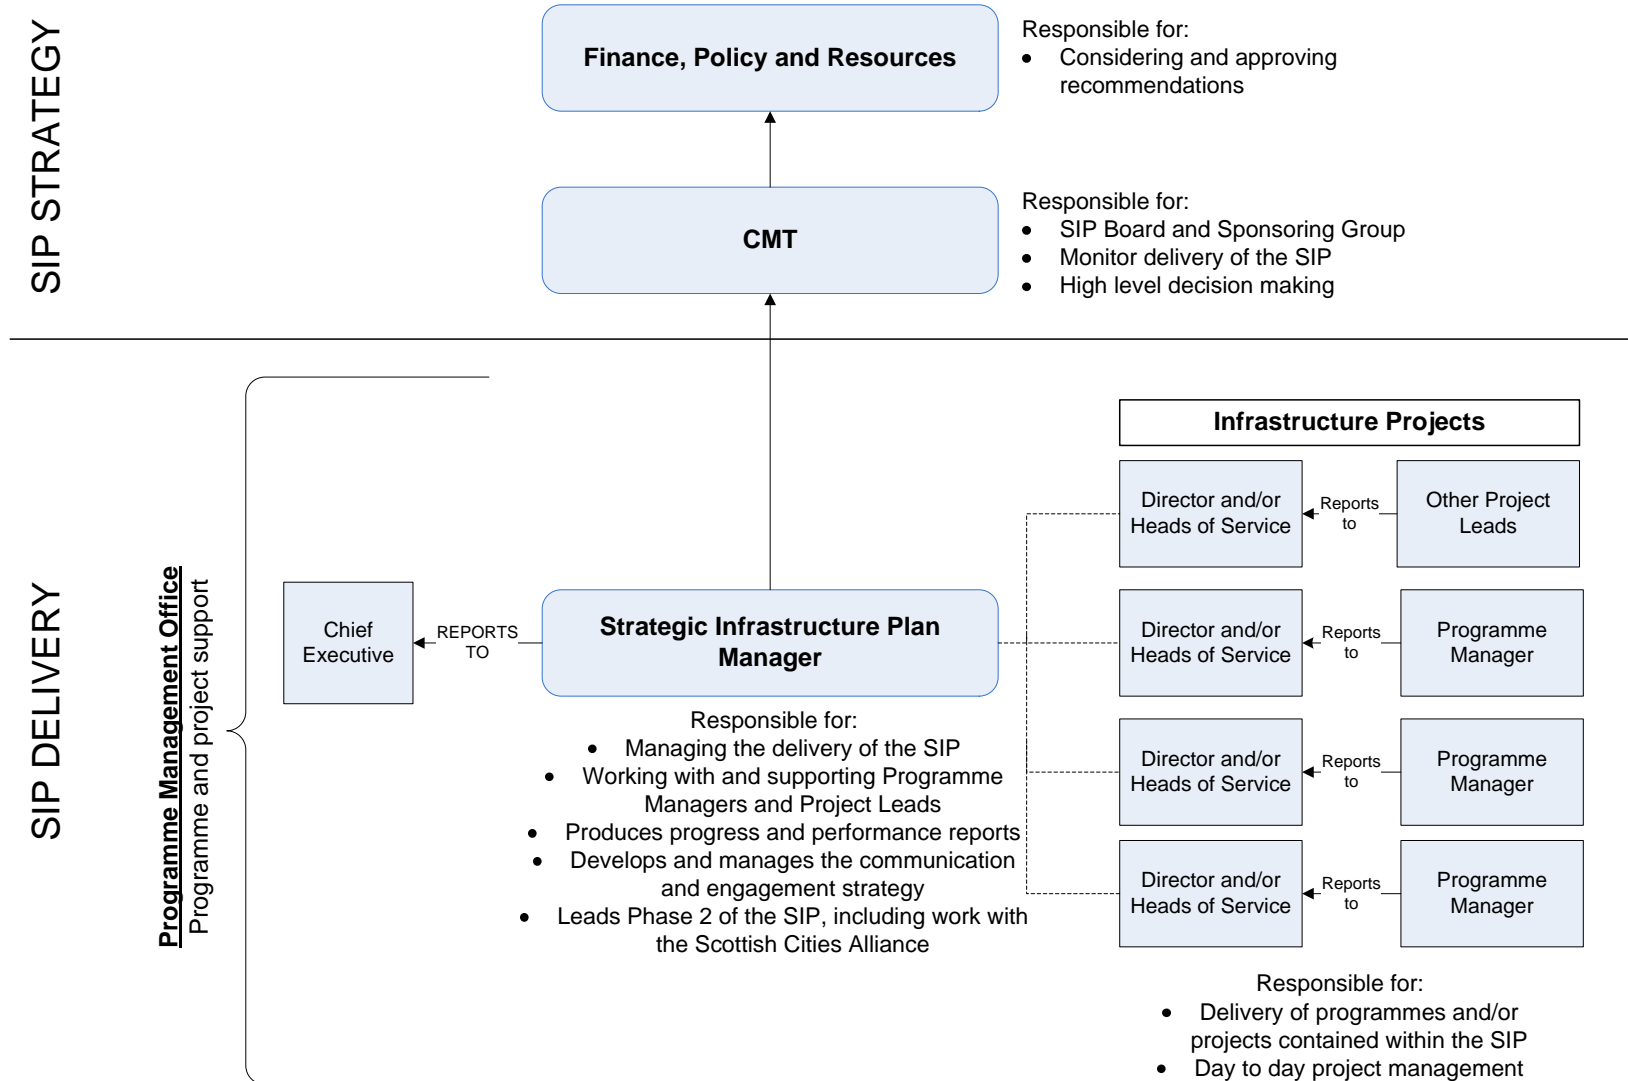 SIP STRATEGY
Finance, Policy and Resources
Responsible for:
• Considering and approving
recommendations
CMT
Responsible for:
• SIP Board and Sponsoring Group
• Monitor delivery of the SIP
• High level decision making
SIP DELIVERY
Programme Management Office
Programme and project support
Chief
Executive
REPORTS
TO
Strategic Infrastructure Plan
Manager
Responsible for:
• Managing the delivery of the SIP
• Working with and supporting Programme
Managers and Project Leads
• Produces progress and performance reports
• Develops and manages the communication
and engagement strategy
• Leads Phase 2 of the SIP, including work with
the Scottish Cities Alliance
Infrastructure Projects
Director and/or
Heads of Service
Reports
to
Other Project
Leads
Director and/or
Heads of Service
Reports
to
Programme
Manager
Director and/or
Heads of Service
Reports
to
Programme
Manager
Director and/or
Heads of Service
Reports
to
Programme
Manager
Responsible for:
• Delivery of programmes and/or
projects contained within the SIP
• Day to day project management